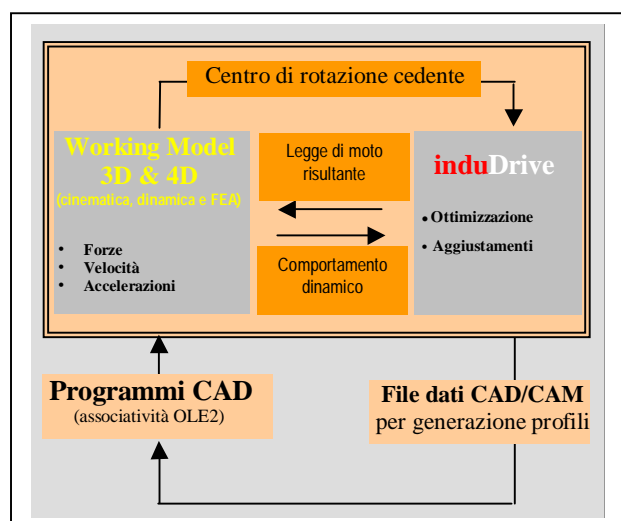 Centro di rotazione cedente
Working Model
3D & 4D
(cinematica, dinamica e FEA)
• Forze
• Velocità
• Accelerazioni
Legge di moto
risultante
Comportamento
dinamico
induDrive
• Ottimizzazione
• Aggiustamenti
Programmi CAD
(associatività OLE2)
File dati CAD/CAM
per generazione profili